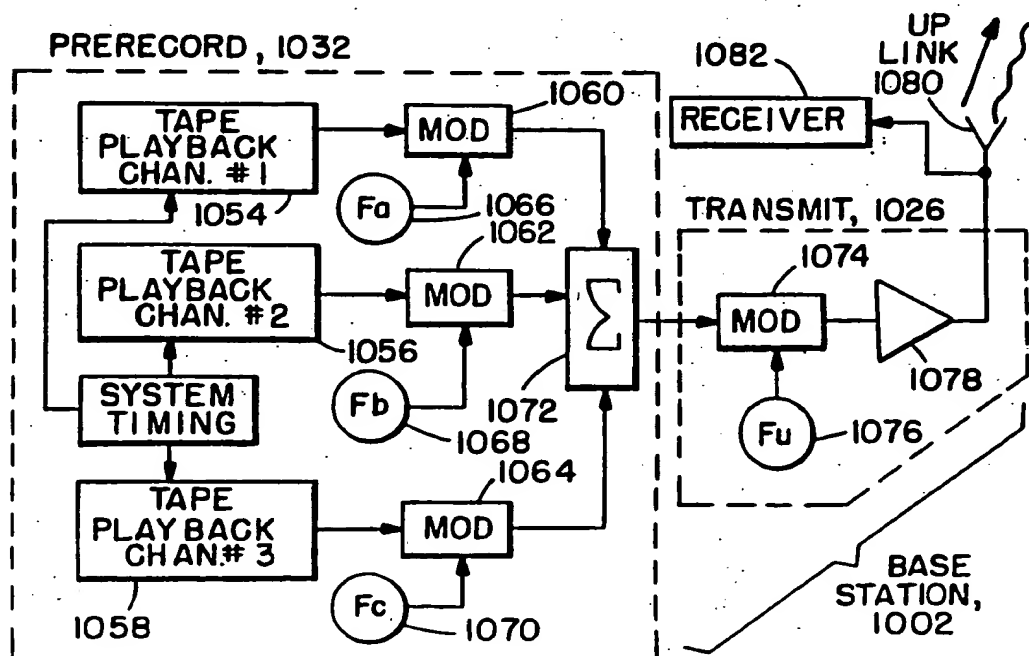 PRERECORD, 1032
TAPE
PLAYBACK
CHAN. #1
1054
1060
MOD
Fa
1066
1062
TAPE
PLAYBACK
CHAN. #2
1056
MOD
Fb
1068
1072
Σ
SYSTEM
TIMING
TAPE
PLAYBACK
CHAN.# 3
1058
1064
MOD
Fc
1070
UP
LINK
1080
1082
RECEIVER
TRANSMIT, 1026
1074
MOD
1078
Fu
1076
BASE
STATION,
1002